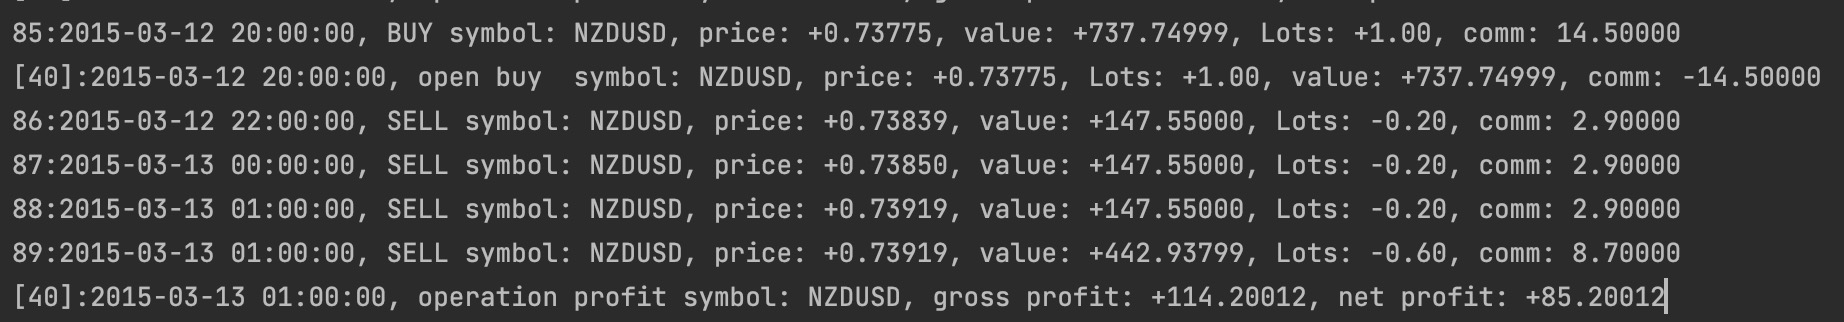 85:2015-03-12 20:00:00, BUY symbol: NZDUSD, price: +0.73775, value: +737.74999, Lots: +1.00, comm: 14.50000
[40]:2015-03-12 20:00:00, open buy  symbol: NZDUSD, price: +0.73775, Lots: +1.00, value: +737.74999, comm: -14.50000
86:2015-03-12 22:00:00, SELL symbol: NZDUSD, price: +0.73839, value: +147.55000, Lots: -0.20, comm: 2.90000
87:2015-03-13 00:00:00, SELL symbol: NZDUSD, price: +0.73850, value: +147.55000, Lots: -0.20, comm: 2.90000
88:2015-03-13 01:00:00, SELL symbol: NZDUSD, price: +0.73919, value: +147.55000, Lots: -0.20, comm: 2.90000
89:2015-03-13 01:00:00, SELL symbol: NZDUSD, price: +0.73919, value: +442.93799, Lots: -0.60, comm: 8.70000
[40]:2015-03-13 01:00:00, operation profit symbol: NZDUSD, gross profit: +114.20012, net profit: +85.20012